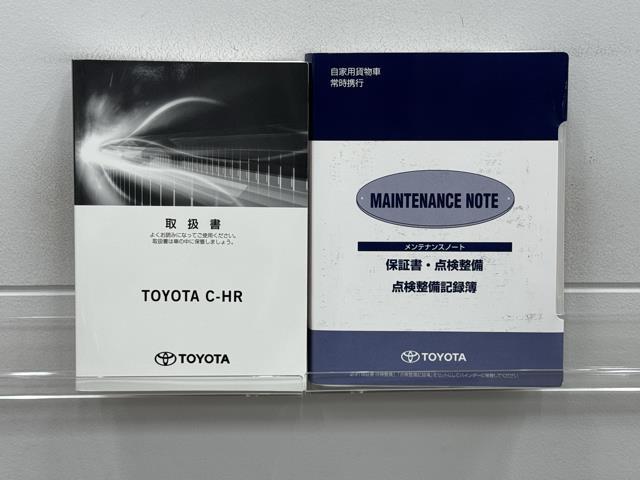 取扱書
よくお読みになってご使用ください。
取扱書は車の中に保管しましょう。
TOYOTA C-HR
TOYOTA
自家用貨物車
常時携行
MAINTENANCE NOTE
メンテナンスノート
保証書・点検整備
点検整備記録簿
TOYOTA